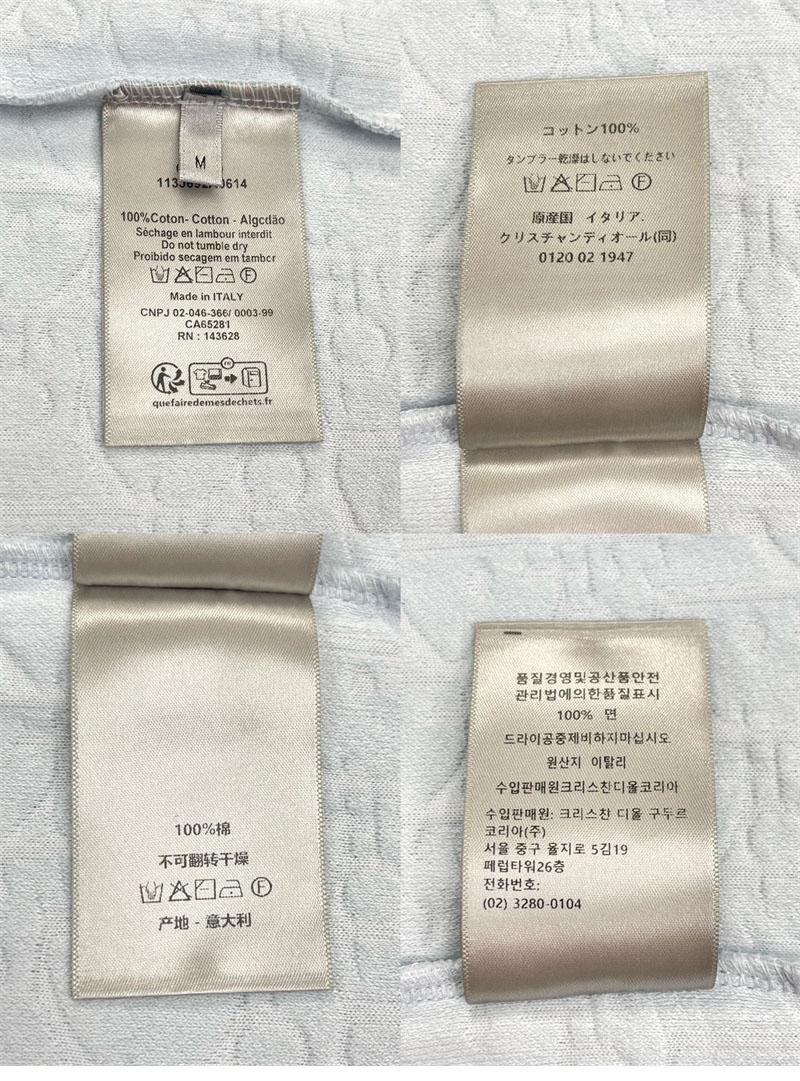 M
100%Coton- Cotton - Algcdão
Sèchage en lambour interdit
Do not tumble dry
Proibido secagem em tambcr
Made in ITALY
CNPJ 02-046-366/ 0003-99
CA65281
RN : 143628
FR
quefairedemesdechets.fr
コットン100%
タンブラー乾燥はしないでください
原産国 イタリア.
クリスチャンディオール(同)
0120 02 1947
100%棉
不可翻转干燥
产地 - 意大利
품질경영및공산품안전
관리법에의한품질표시
100% 면
드라이공중제비하지마십시오.
원산지 이탈리
수입판매원크리스찬디올코리아
수입판매원: 크리스찬 디올 구두르
코리아(주)
서울 중구 을지로 5김19
페럽타워26층
전화번호:
(02) 3280-0104